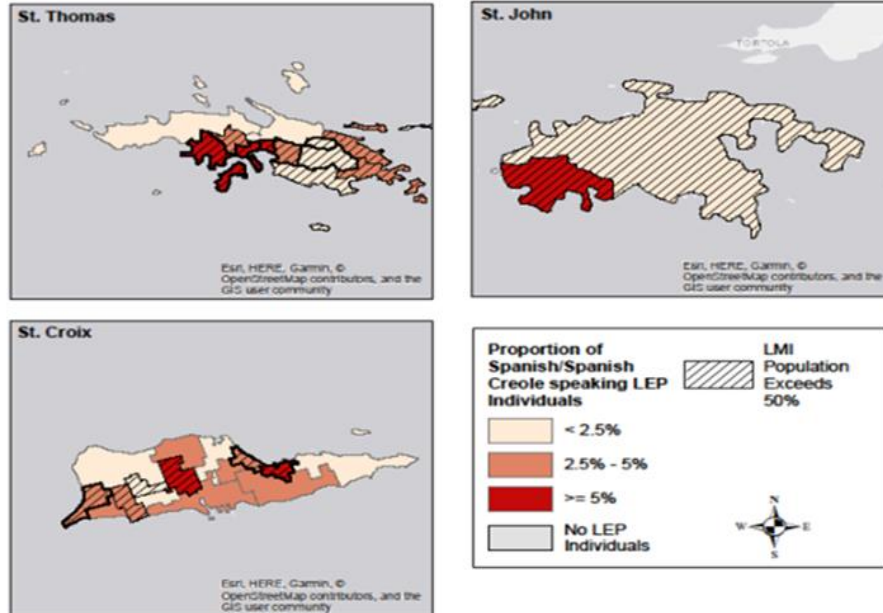 St. Thomas
Esri, HERE, Garmin, ©
OpenStreetMap contributors, and the
GIS user community
St. John
TORTOLA
Esri, HERE, Garmin, ©
OpenStreetMap contributors, and the
GIS user community
St. Croix
Esri, HERE, Garmin, ©
OpenStreetMap contributors, and the
GIS user community
Proportion of
Spanish/Spanish
Creole speaking LEP
Individuals
< 2.5%
2.5% - 5%
>= 5%
No LEP
Individuals
LMI
Population
Exceeds
50%
N
W E
S